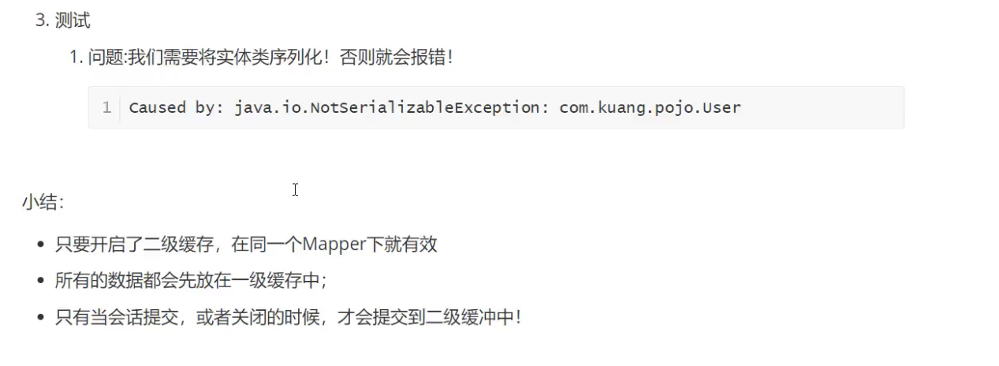 3. 测试
1. 问题:我们需要将实体类序列化！否则就会报错！
1 Caused by: java.io.NotSerializableException: com.kuang.pojo.User
小结：
• 只要开启了二级缓存，在同一个Mapper下就有效
• 所有的数据都会先放在一级缓存中；
• 只有当会话提交，或者关闭的时候，才会提交到二级缓冲中！